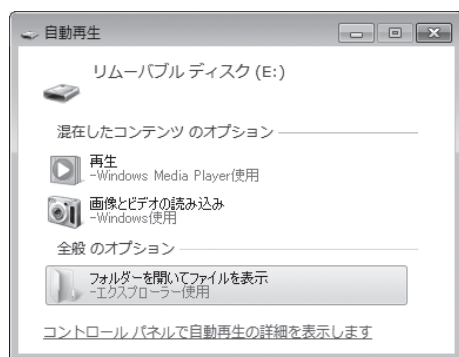 自動再生
リムーバブル ディスク (E:)
混在したコンテンツ のオプション
再生
-Windows Media Player使用
画像とビデオの読み込み
-Windows使用
全般 のオプション
フォルダーを開いてファイルを表示
-エクスプローラー使用
コントロール パネルで自動再生の詳細を表示します